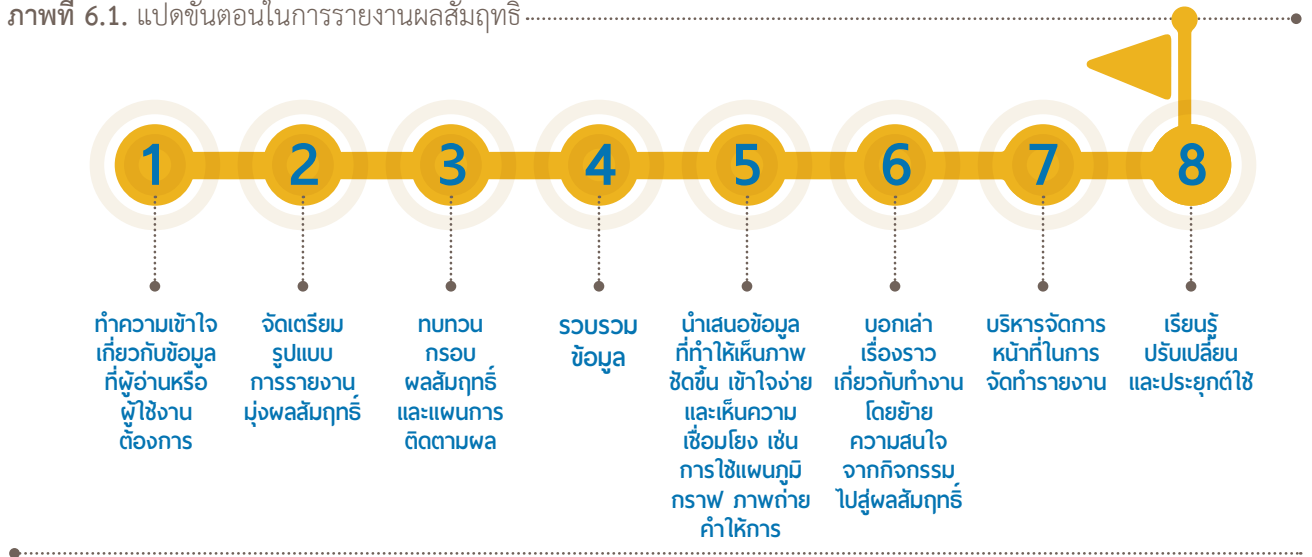 ภาพที่ 6.1. แปดขั้นตอนในการรายงานผลสัมฤทธิ์
1
2
3
4
5
6
7
8
ทำความเข้าใจ
เกี่ยวกับข้อมูล
ที่ผู้อ่านหรือ
ผู้ใช้งาน
ต้องการ
จัดเตรียม
รูปแบบ
การรายงาน
มุ่งผลสัมฤทธิ์
ทบทวน
กรอบ
ผลสัมฤทธิ์
และแผนการ
ติดตามผล
รวบรวม
ข้อมูล
นำเสนอข้อมูล
ที่ทำให้เห็นภาพ
ชัดขึ้น เข้าใจง่าย
และเห็นความ
เชื่อมโยง เช่น
การใช้แผนภูมิ
กราฟ ภาพถ่าย
คำให้การ
บอกเล่า
เรื่องราว
เกี่ยวกับทำงาน
โดยย้าย
ความสนใจ
จากกิจกรรม
ไปสู่ผลสัมฤทธิ์
บริหารจัดการ
หน้าที่ในการ
จัดทำรายงาน
เรียนรู้
ปรับเปลี่ยน
และประยุกต์ใช้